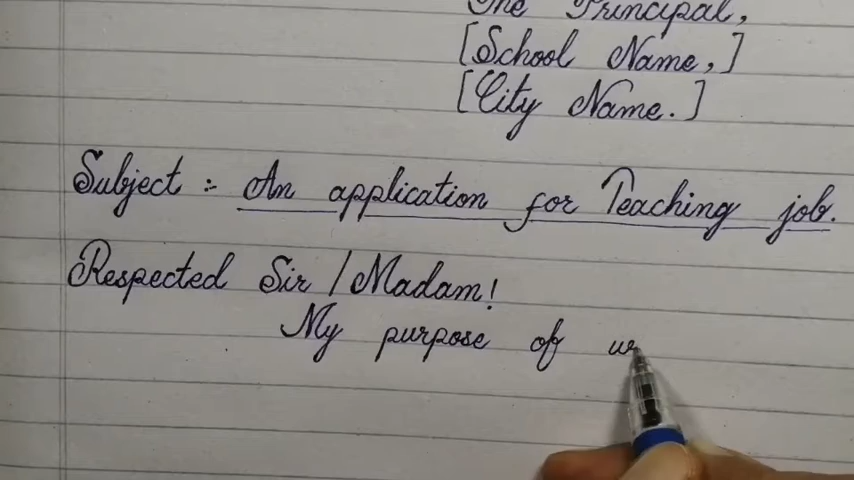 The Principal,
[School Name,]
[City Name.]
Subject :- An application for Teaching job.
Respected Sir / Madam!
My purpose of w